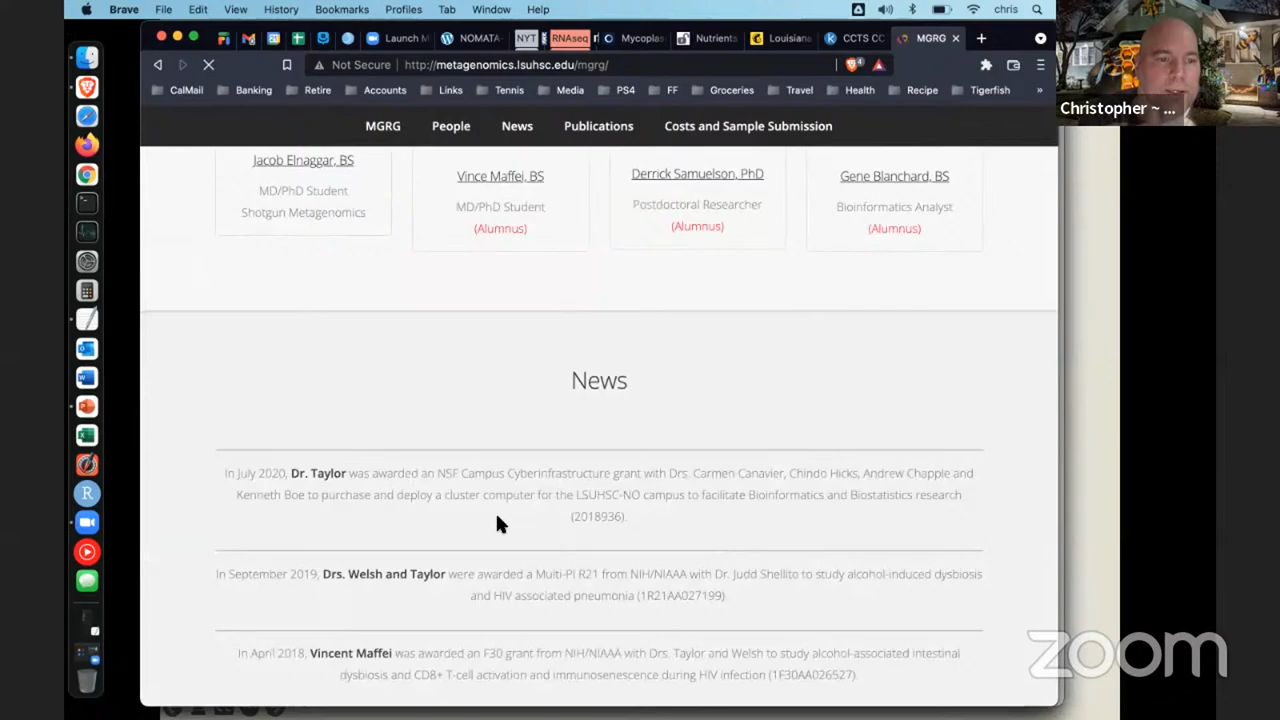 Brave File Edit View History Bookmarks Profiles Tab Window Help chris
Launch M NOMATA- NYT RNAseq Mycoplas Nutrients Louisiana CCTS CC MGRG
Not Secure http://metagenomics.lsuhsc.edu/mgrg/
CalMail Banking Retire Accounts Links Tennis Media PS4 FF Groceries Travel Health Recipe Tigerfish »
Christopher ~ ...
MGRG People News Publications Costs and Sample Submission
Jacob Elnaggar, BS
MD/PhD Student
Shotgun Metagenomics
Vince Maffei, BS
MD/PhD Student
(Alumnus)
Derrick Samuelson, PhD
Postdoctoral Researcher
(Alumnus)
Gene Blanchard, BS
Bioinformatics Analyst
(Alumnus)
News
In July 2020, Dr. Taylor was awarded an NSF Campus Cyberinfrastructure grant with Drs. Carmen Canavier, Chindo Hicks, Andrew Chapple and
Kenneth Boe to purchase and deploy a cluster computer for the LSUHSC-NO campus to facilitate Bioinformatics and Biostatistics research
(2018936).
In September 2019, Drs. Welsh and Taylor were awarded a Multi-PI R21 from NIH/NIAAA with Dr. Judd Shellito to study alcohol-induced dysbiosis
and HIV associated pneumonia (1R21AA027199).
In April 2018, Vincent Maffei was awarded an F30 grant from NIH/NIAAA with Drs. Taylor and Welsh to study alcohol-associated intestinal
dysbiosis and CD8+ T-cell activation and immunosenescence during HIV infection (1F30AA026527).
zoom